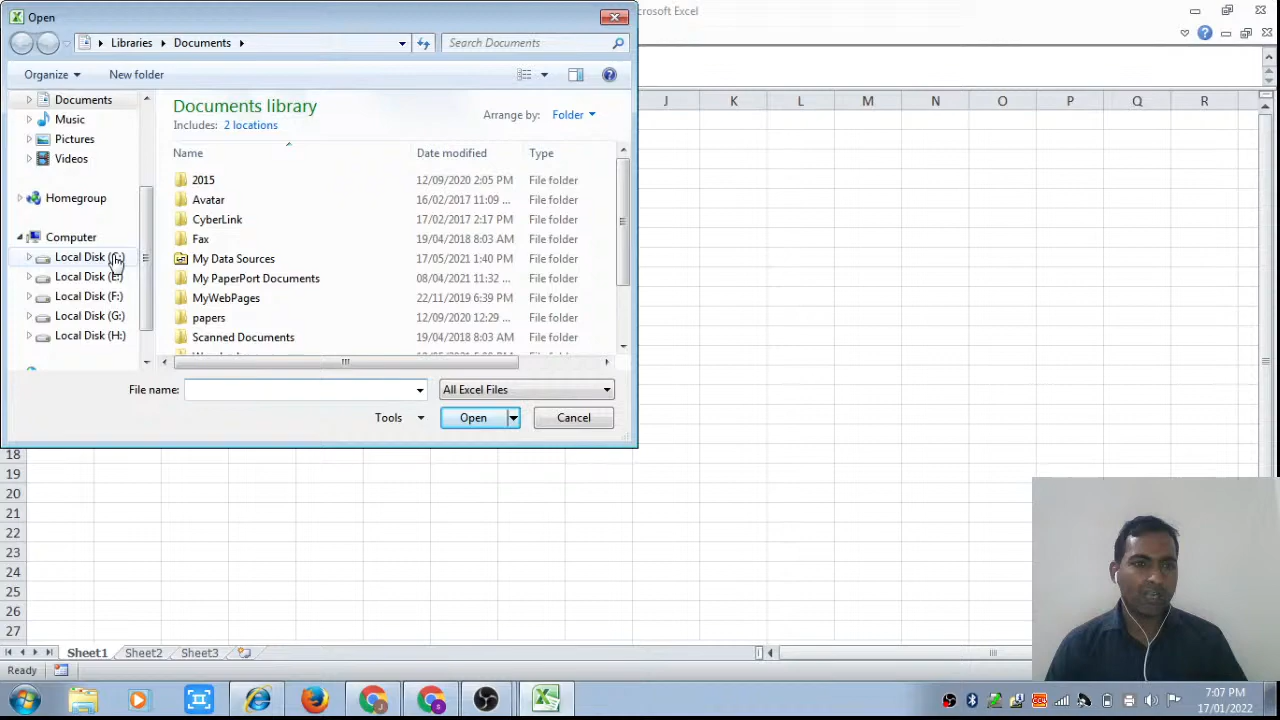 Open
crosoft Excel
Libraries
Documents
Search Documents
Organize
New folder
Documents
Music
Pictures
Videos
Homegroup
Computer
Local Disk (C:)
Local Disk (E:)
Local Disk (F:)
Local Disk (G:)
Local Disk (H:)
Documents library
Includes: 2 locations
Arrange by: Folder
Name Date modified Type
2015 12/09/2020 2:05 PM File folder
Avatar 16/02/2017 11:09 ... File folder
CyberLink 17/02/2017 2:17 PM File folder
Fax 19/04/2018 8:03 AM File folder
My Data Sources 17/05/2021 1:40 PM File folder
My PaperPort Documents 08/04/2021 11:32 ... File folder
MyWebPages 22/11/2019 6:39 PM File folder
papers 12/09/2020 12:29 ... File folder
Scanned Documents 19/04/2018 8:03 AM File folder
File name:
All Excel Files
Tools
Open
Cancel
J K L M N O P Q R
18
19
20
21
22
23
24
25
26
27
Sheet1 Sheet2 Sheet3
Ready
7:07 PM
17/01/2022